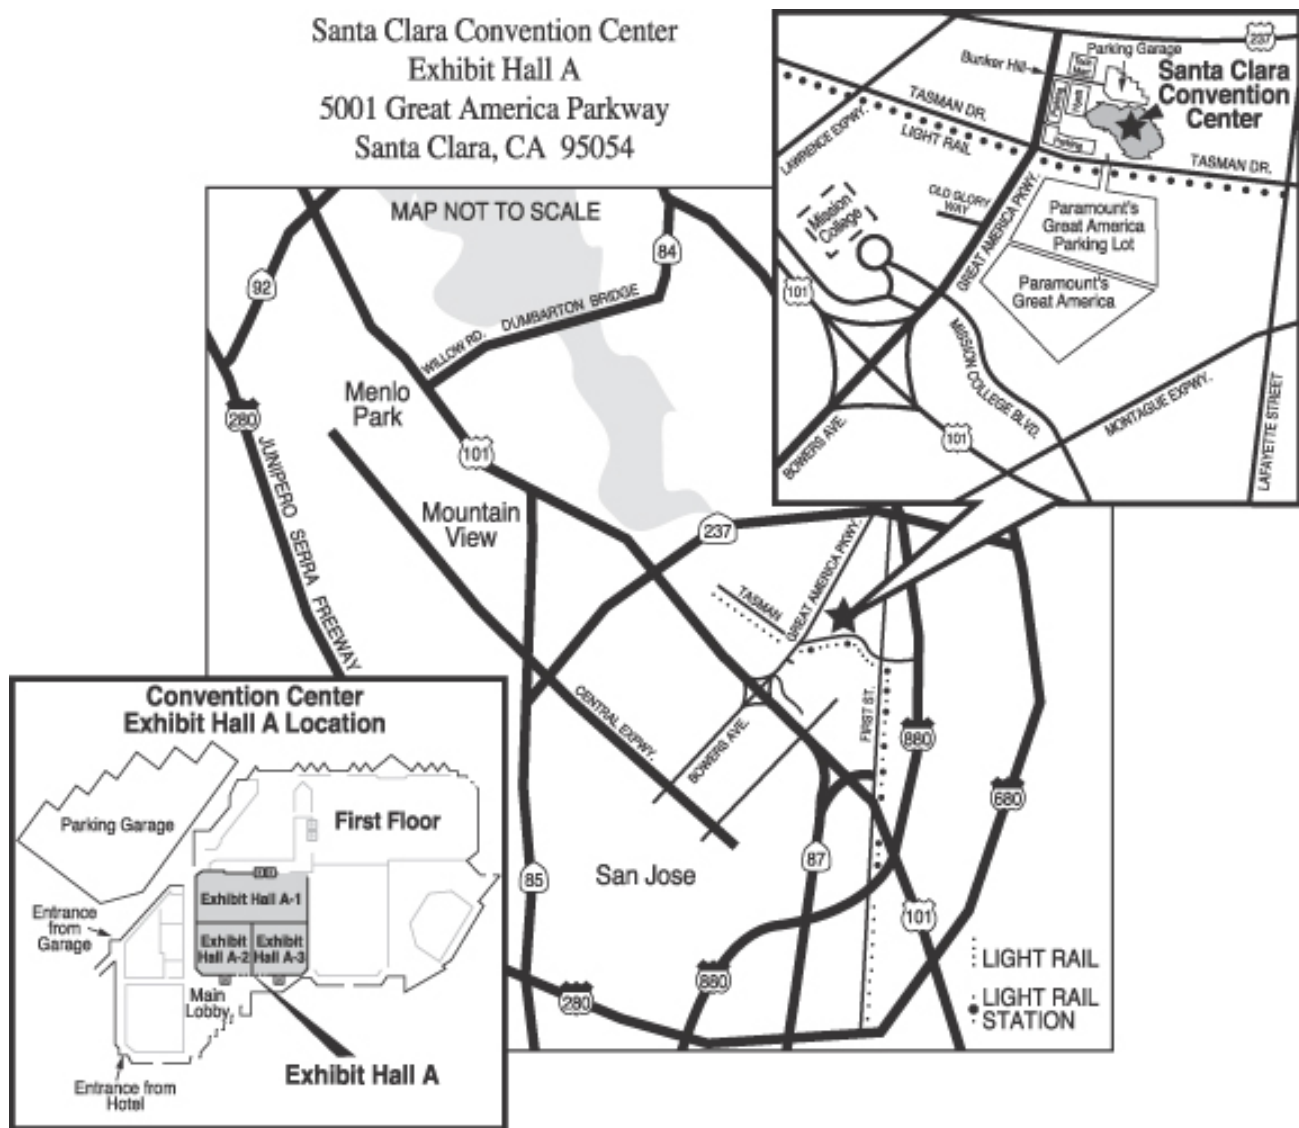 Santa Clara Convention Center
Exhibit Hall A
5001 Great America Parkway
Santa Clara, CA 95054
MAP NOT TO SCALE
237
Parking Garage
Bunker Hill
Santa Clara
Convention
Center
Parking
TASMAN DR.
LIGHT RAIL
TASMAN DR.
LAWRENCE EXPWY.
OLD GLORY
WAY
Mission
College
GREAT AMERICA PKWY.
Paramount's
Great America
Parking Lot
Paramount's
Great America
101
MISSION COLLEGE BLVD.
MONTAGUE EXPWY.
LAFAYETTE STREET
BOWERS AVE.
101
92
84
WILLOW RD.
DUMBARTON BRIDGE
Menlo
Park
280
JUNIPERO SERRA FREEWAY
101
Mountain
View
237
TASMAN
GREAT AMERICA PKWY.
CENTRAL EXPWY.
BOWERS AVE.
FIRST ST.
880
680
85
San Jose
87
101
880
280
LIGHT RAIL
LIGHT RAIL
STATION
Convention Center
Exhibit Hall A Location
Parking Garage
First Floor
Exhibit Hall A-1
Entrance
from
Garage
Exhibit
Hall A-2
Exhibit
Hall A-3
Main
Lobby
Exhibit Hall A
Entrance from
Hotel